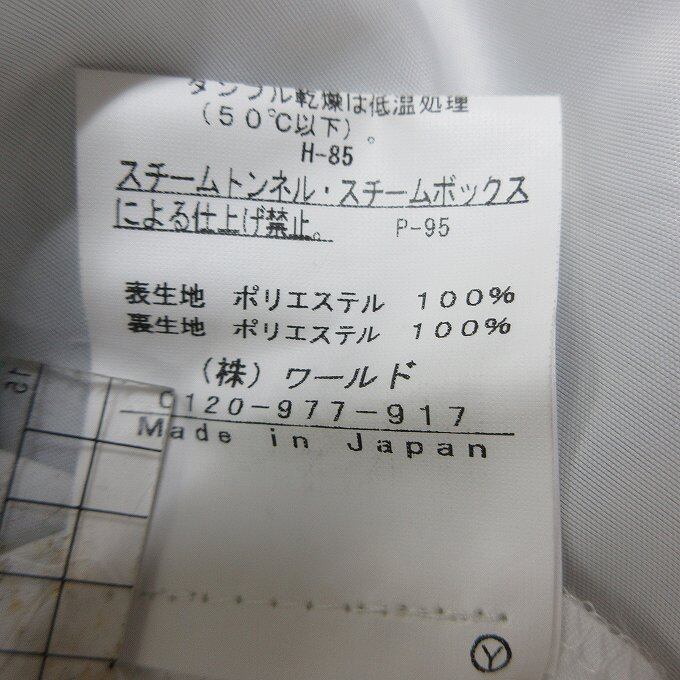 タンブル乾燥は低温処理
(50℃以下)。
H-85
スチームトンネル・スチームボックス
による仕上げ禁止。 P-95
表生地 ポリエステル 100%
裏生地 ポリエステル 100%
(株)ワールド
0120-977-917
Made in Japan
15
Y